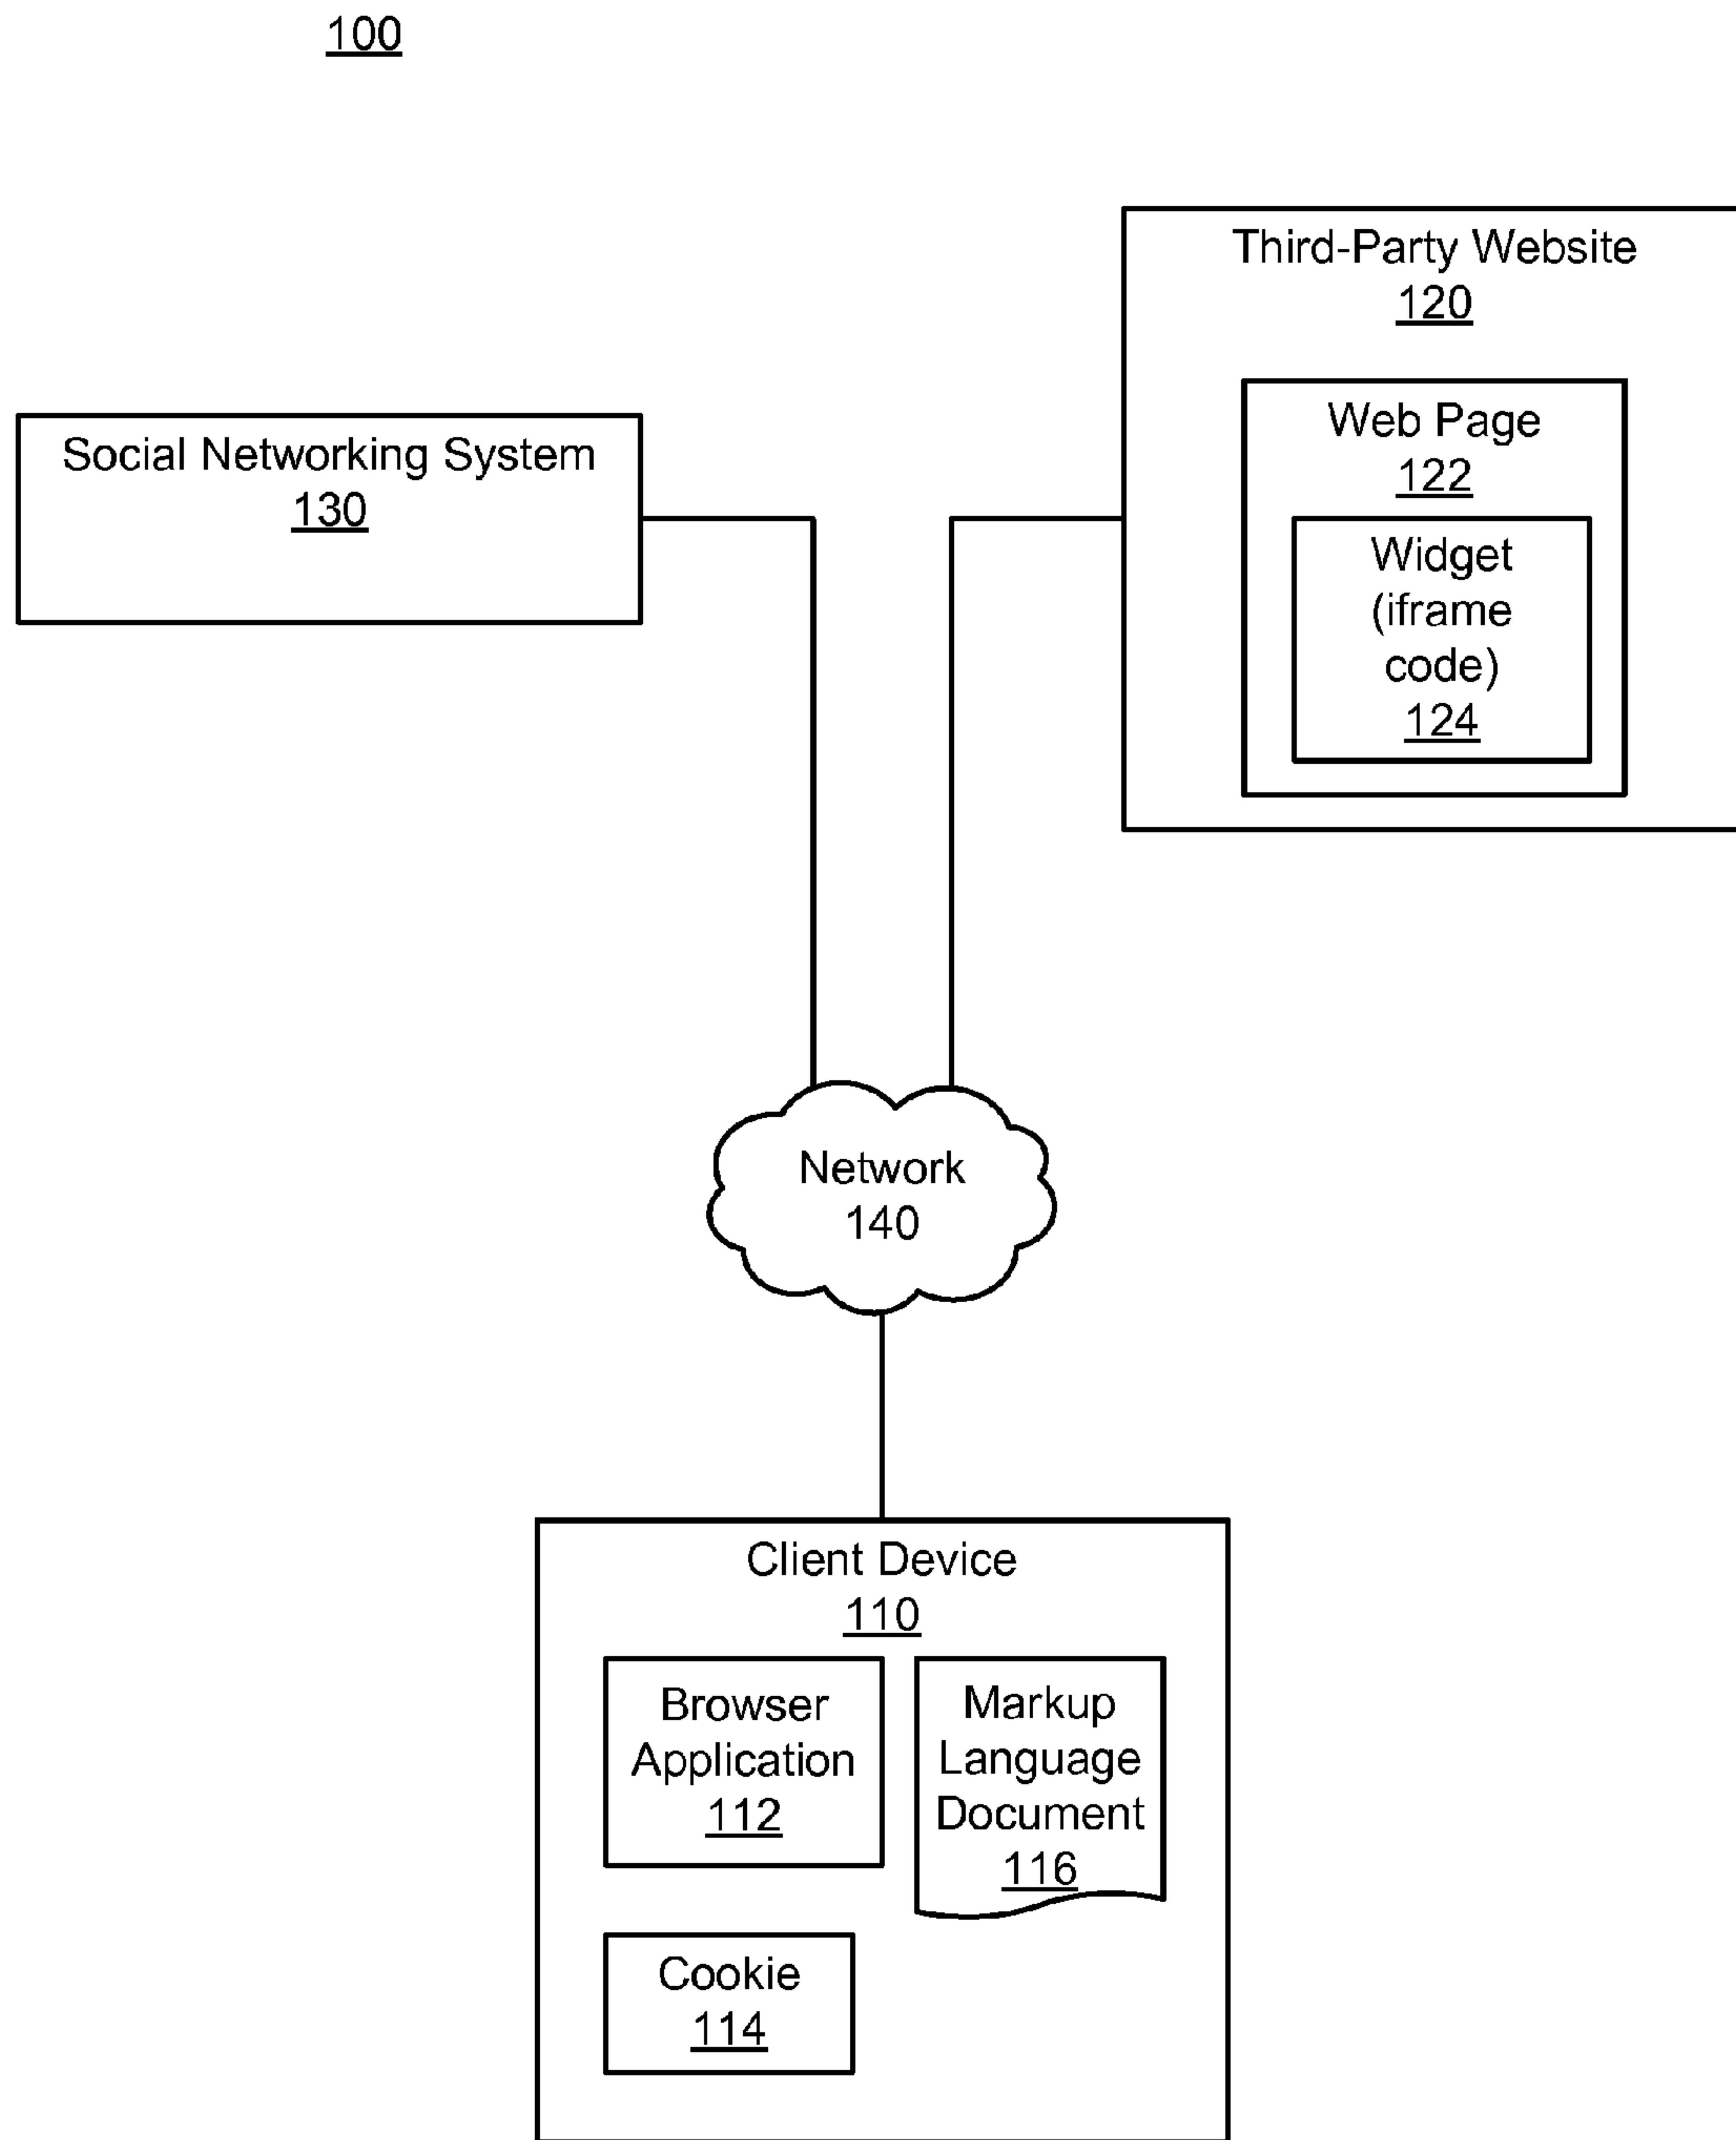 100
Third-Party Website
120
Web Page
122
Widget
(iframe
code)
124
Social Networking System
130
Network
140
Client Device
110
Browser
Application
112
Markup
Language
Document
116
Cookie
114